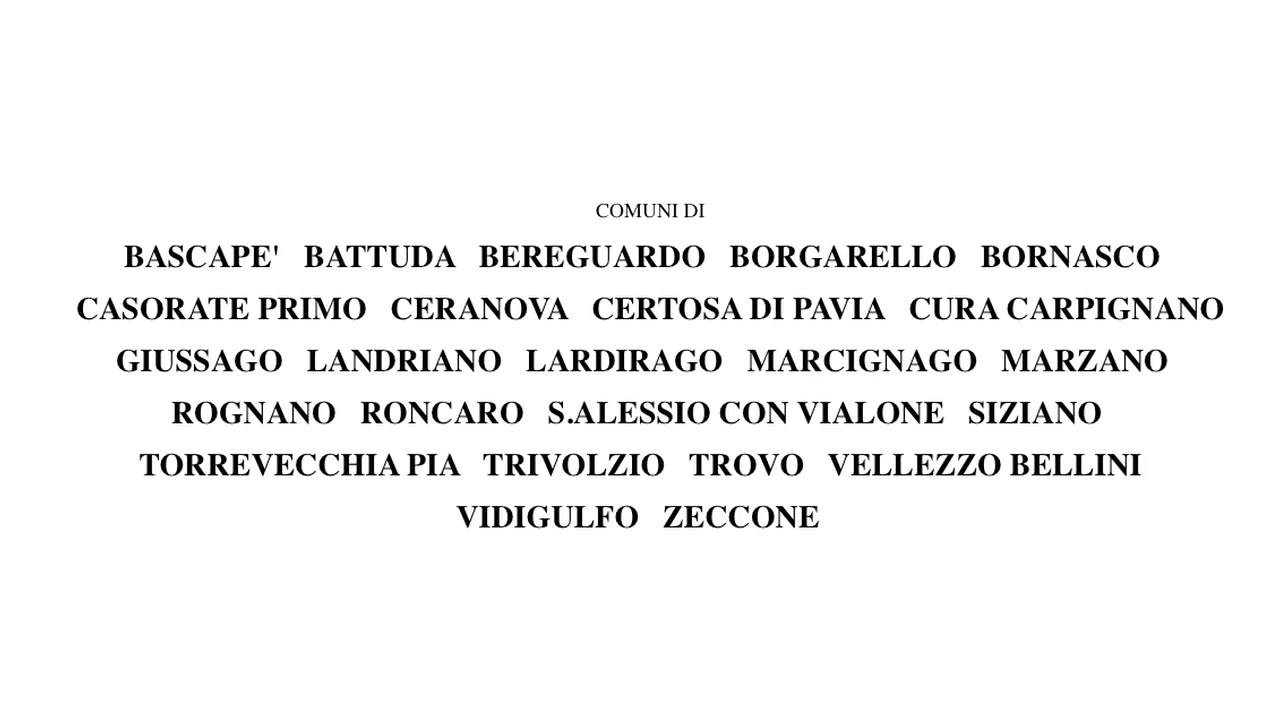 COMUNI DI
BASCAPE' BATTUDA BEREGUARDO BORGARELLO BORNASCO
CASORATE PRIMO CERANOVA CERTOSA DI PAVIA CURA CARPIGNANO
GIUSSAGO LANDRIANO LARDIRAGO MARCIGNAGO MARZANO
ROGNANO RONCARO S.ALESSIO CON VIALONE SIZIANO
TORREVECCHIA PIA TRIVOLZIO TROVO VELLEZZO BELLINI
VIDIGULFO ZECCONE